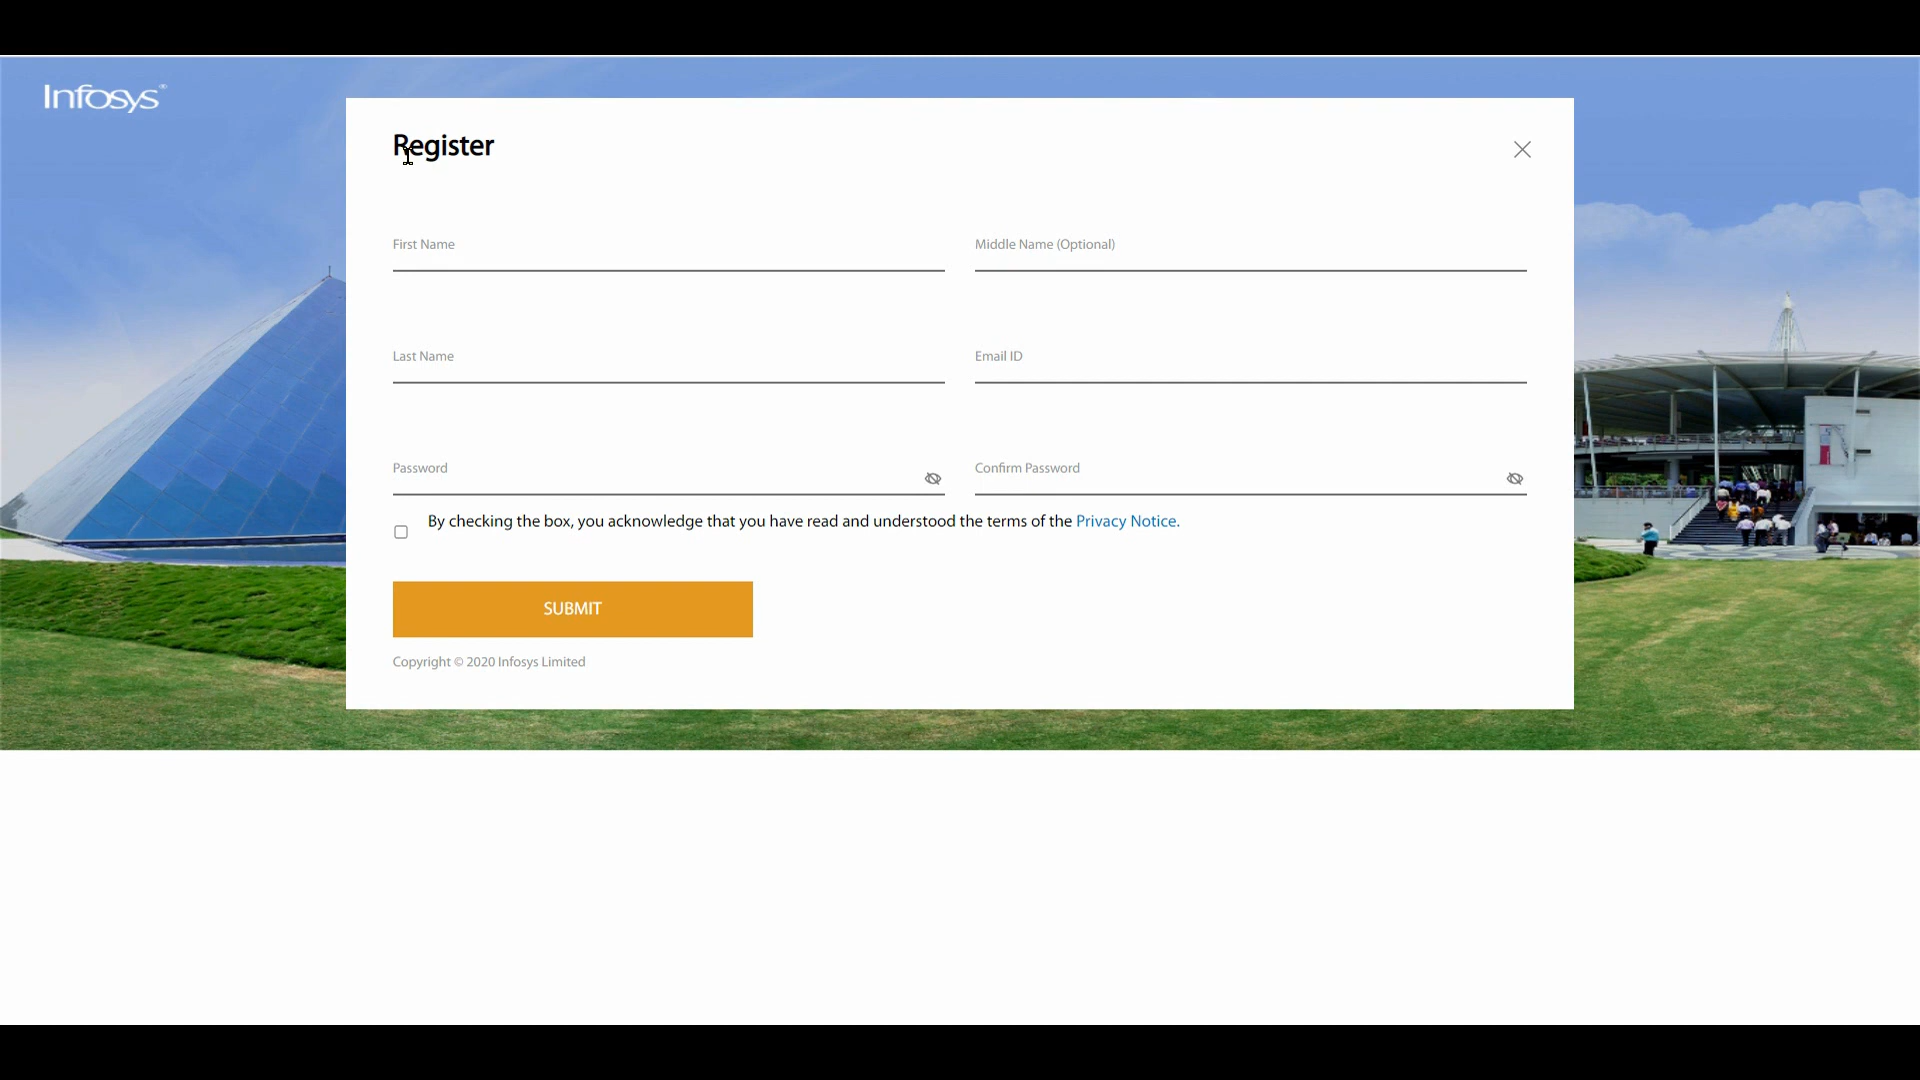 Infosys®
Register
First Name
Middle Name (Optional)
Last Name
Email ID
Password
Confirm Password
By checking the box, you acknowledge that you have read and understood the terms of the Privacy Notice.
SUBMIT
Copyright © 2020 Infosys Limited